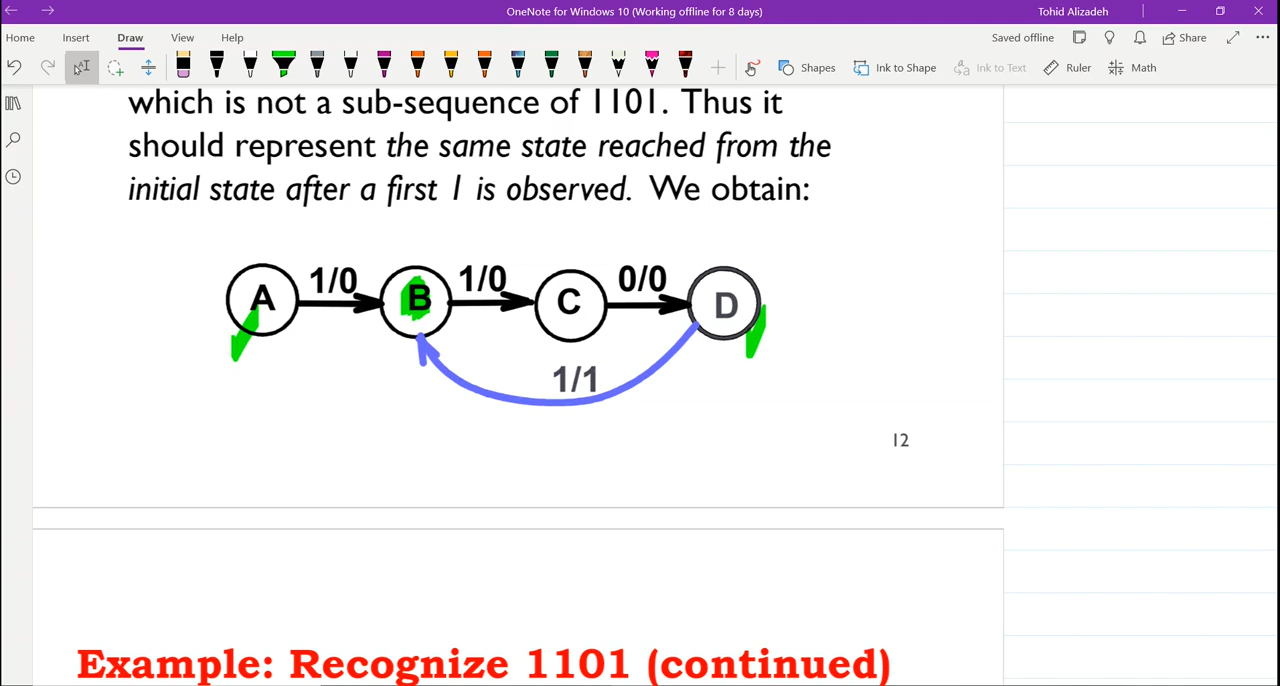 OneNote for Windows 10 (Working offline for 8 days)
Tohid Alizadeh
Home Insert Draw View Help
Saved offline
Share
Shapes
Ink to Shape
Ink to Text
Ruler
Math
which is not a sub-sequence of 1101. Thus it
should represent the same state reached from the
initial state after a first 1 is observed. We obtain:
A 1/0 B 1/0 C 0/0 D
1/1
12
Example: Recognize 1101 (continued)